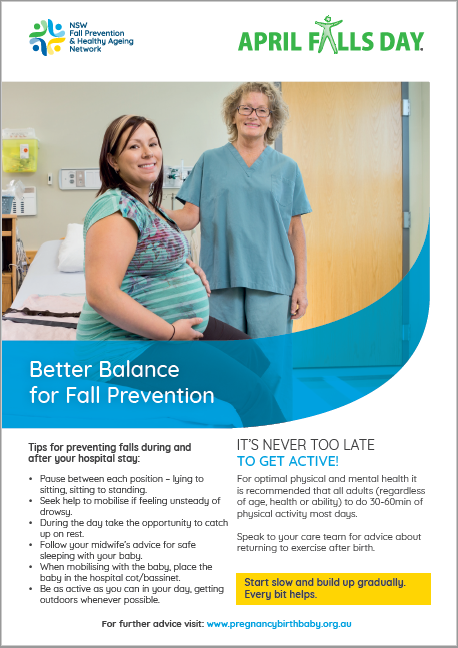 NSW
Fall Prevention
& Healthy Ageing
Network
APRIL FALLS DAY.
Better Balance
for Fall Prevention
Tips for preventing falls during and
after your hospital stay:
• Pause between each position – lying to
sitting, sitting to standing.
• Seek help to mobilise if feeling unsteady of
drowsy.
• During the day take the opportunity to catch
up on rest.
• Follow your midwife's advice for safe
sleeping with your baby.
• When mobilising with the baby, place the
baby in the hospital cot/bassinet.
• Be as active as you can in your day, getting
outdoors whenever possible.
IT'S NEVER TOO LATE
TO GET ACTIVE!
For optimal physical and mental health it
is recommended that all adults (regardless
of age, health or ability) to do 30-60min of
physical activity most days.
Speak to your care team for advice about
returning to exercise after birth.
Start slow and build up gradually.
Every bit helps.
For further advice visit: www.pregnancybirthbaby.org.au